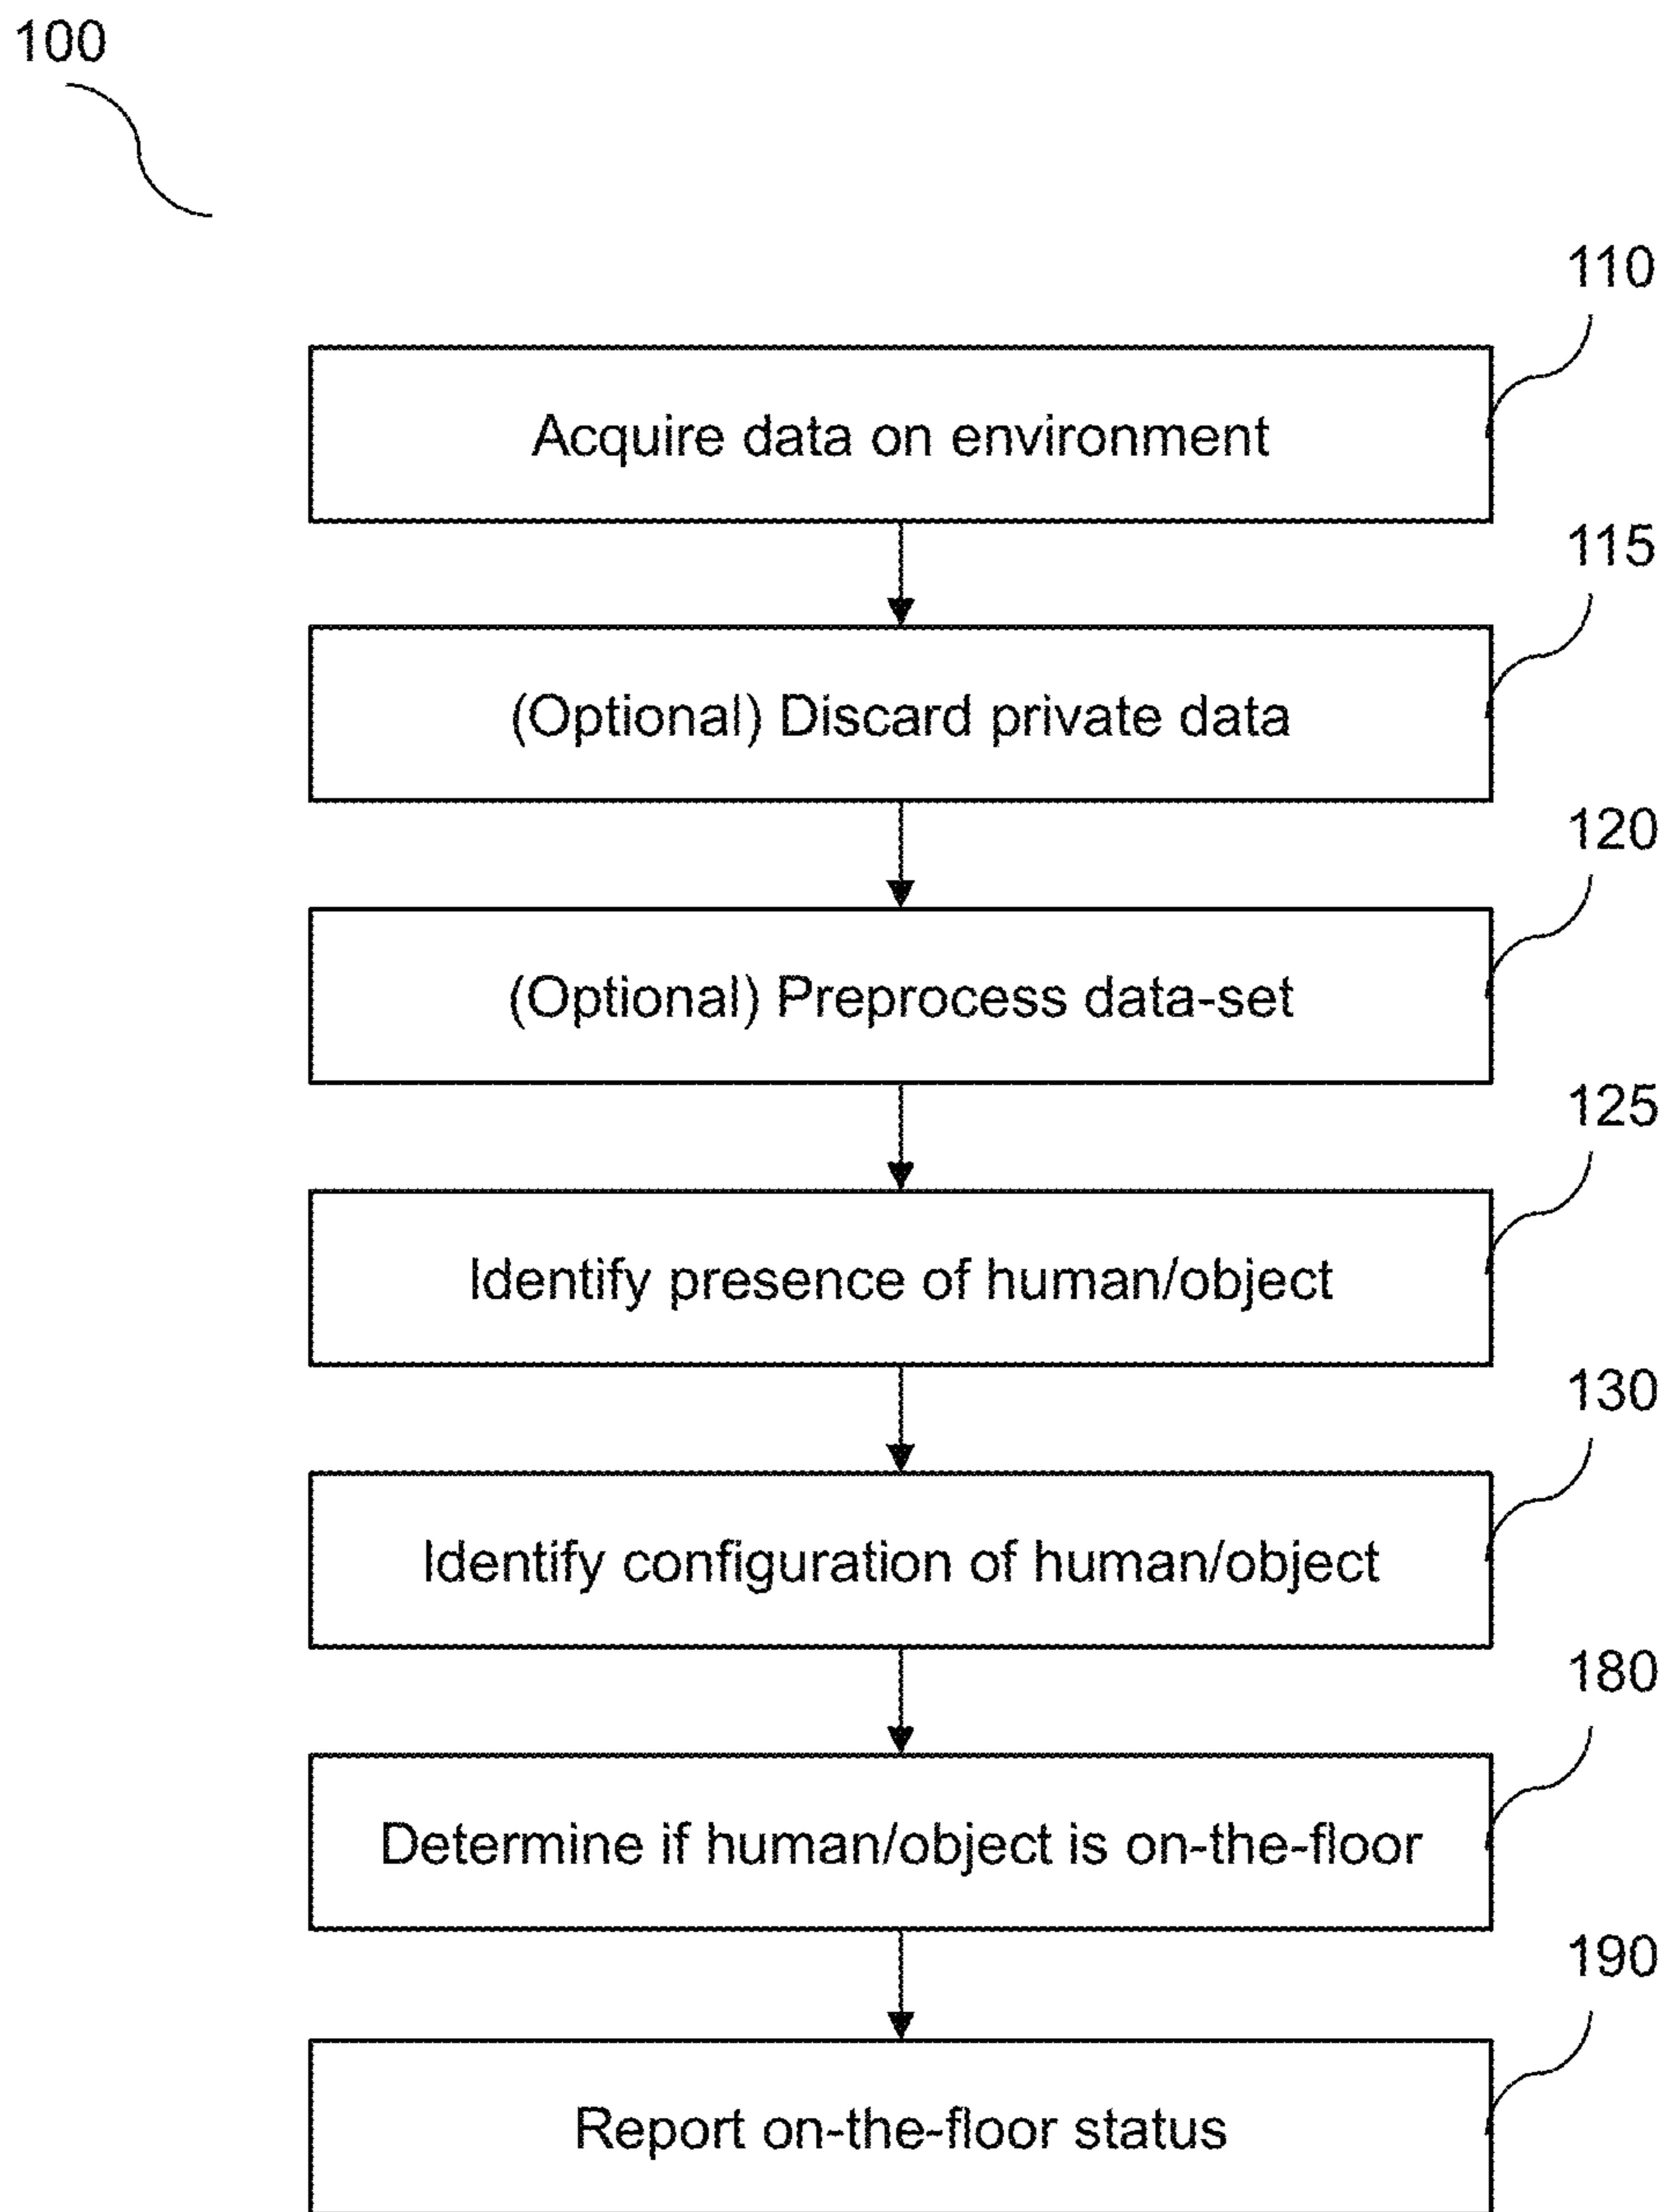 100
110
Acquire data on environment
115
(Optional) Discard private data
120
(Optional) Preprocess data-set
125
Identify presence of human/object
130
Identify configuration of human/object
180
Determine if human/object is on-the-floor
190
Report on-the-floor status